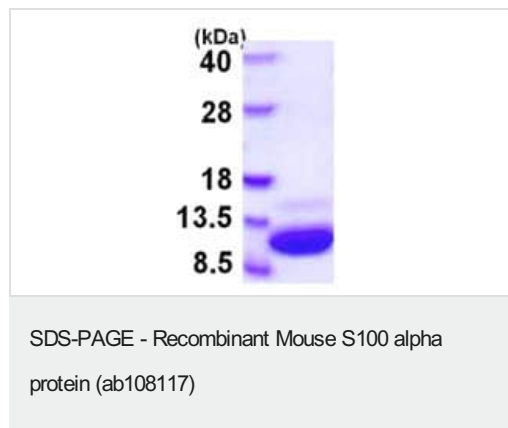 (kDa)
40
28
18
13.5
8.5
SDS-PAGE - Recombinant Mouse S100 alpha
protein (ab108117)